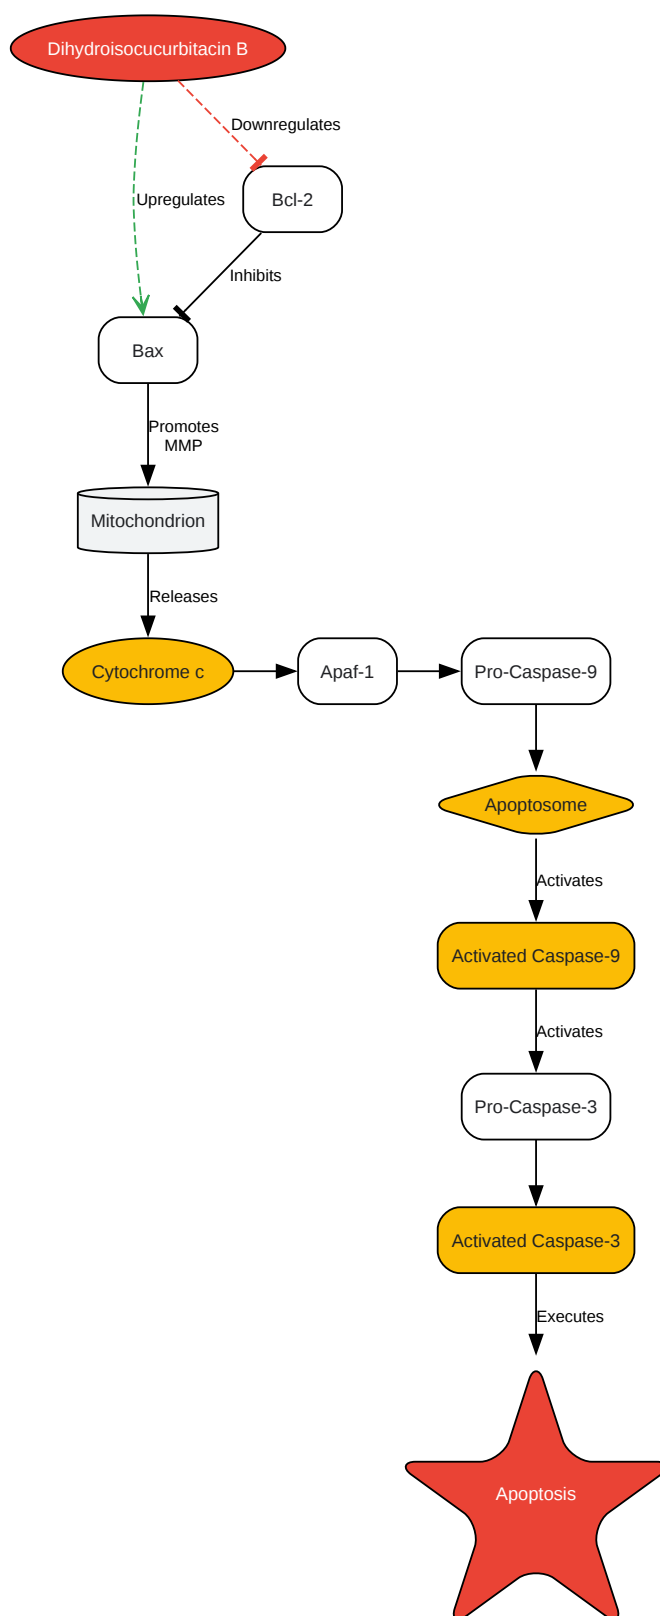 Dihydroisocucurbitacin B
Downregulates
Upregulates
Bcl-2
Inhibits
Bax
Promotes
MMP
Mitochondrion
Releases
Cytochrome c
Apaf-1
Pro-Caspase-9
Apoptosome
Activates
Activated Caspase-9
Activates
Pro-Caspase-3
Activated Caspase-3
Executes
Apoptosis